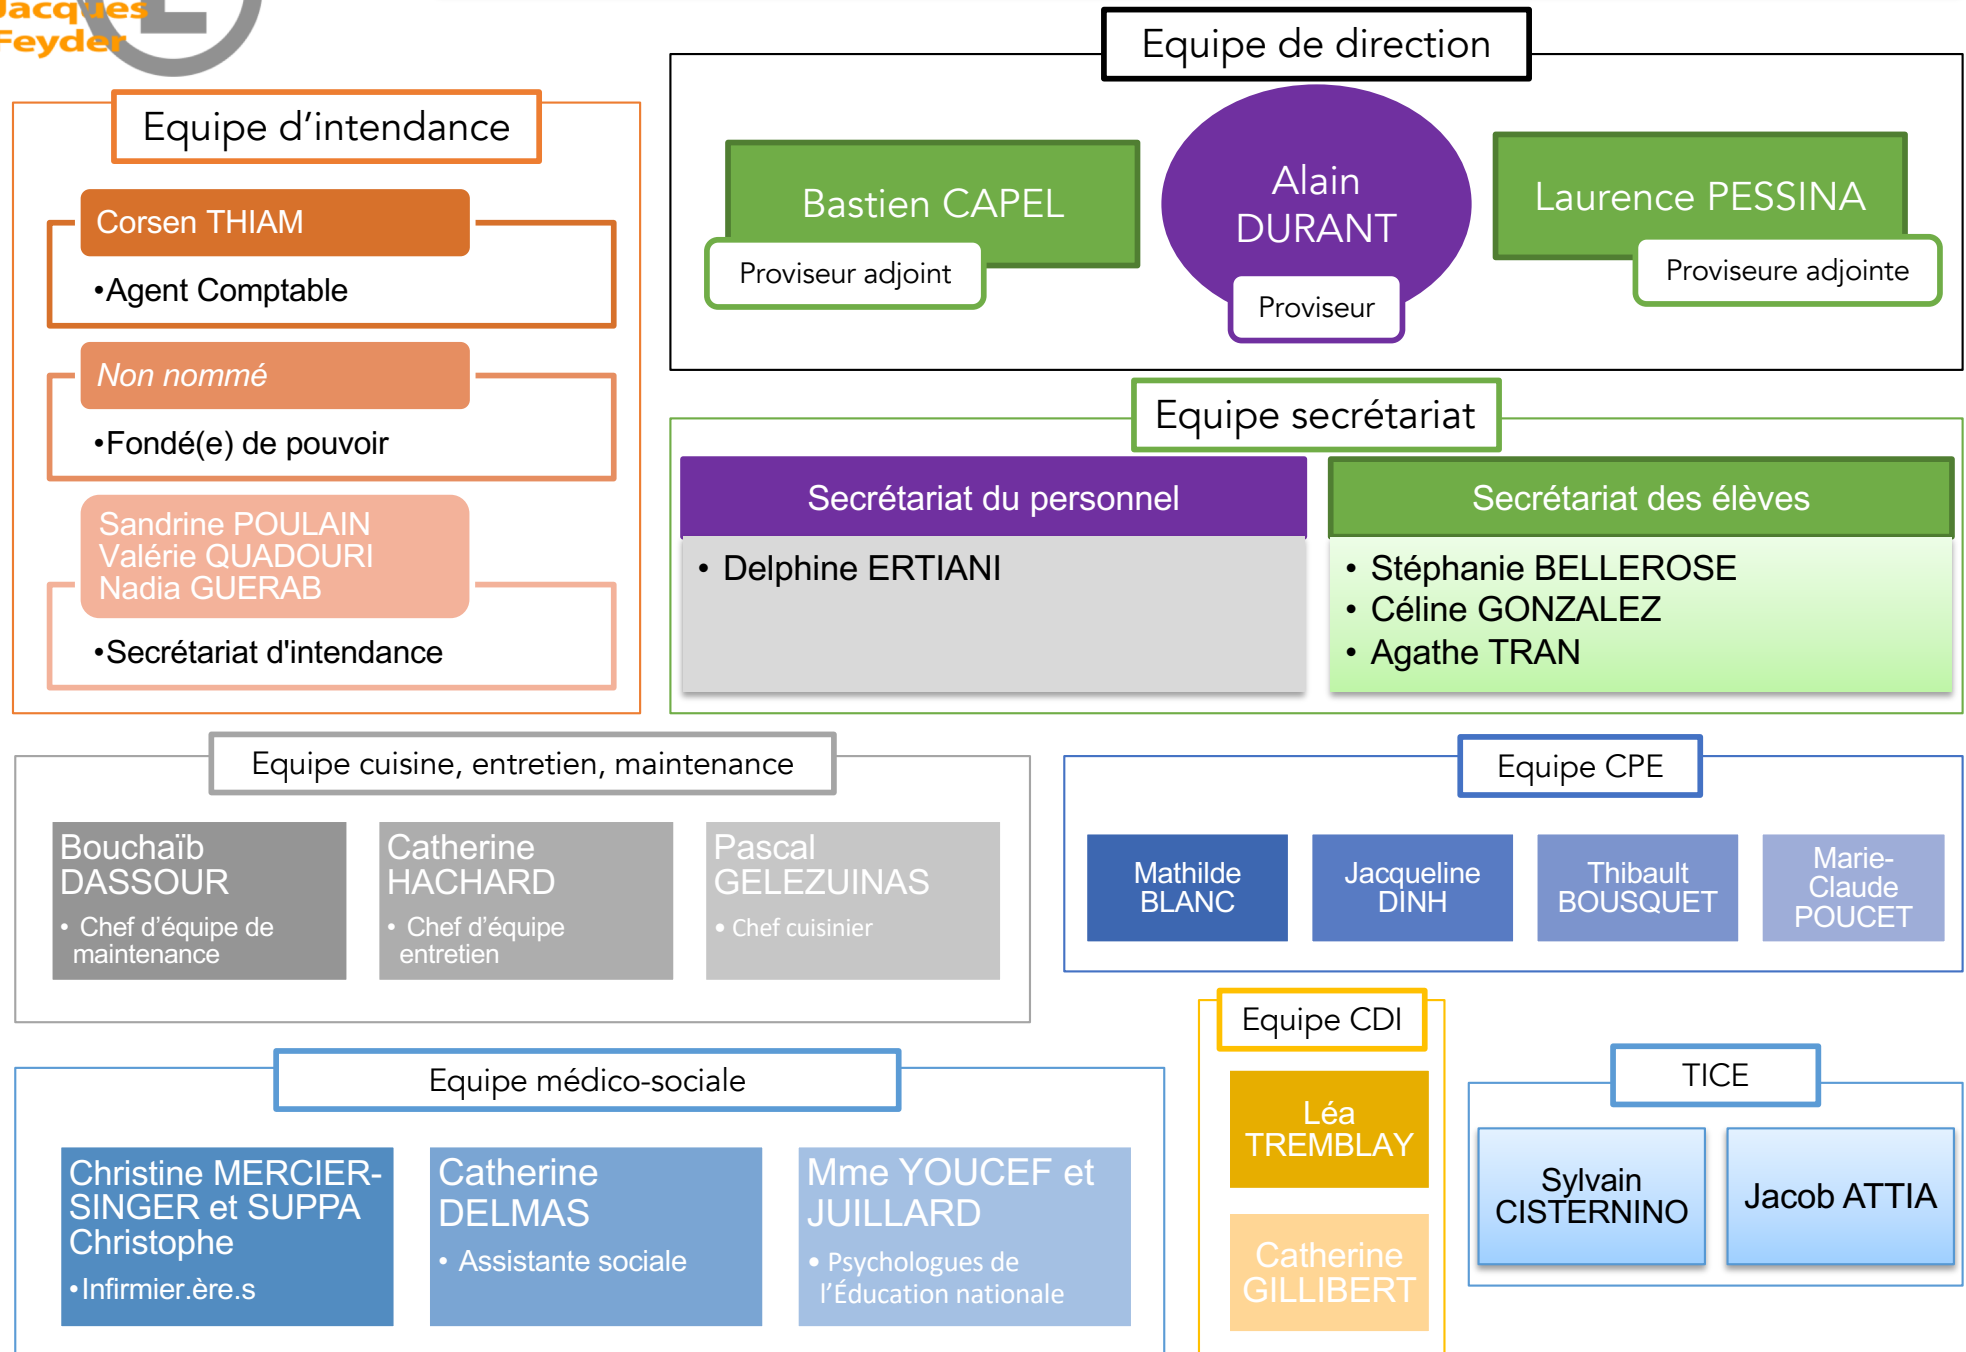 Jacques
Feyder
Equipe de direction
Bastien CAPEL
Proviseur adjoint
Alain
DURANT
Proviseur
Laurence PESSINA
Proviseure adjointe
Equipe d’intendance
Corsen THIAM
•Agent Comptable
Non nommé
•Fondé(e) de pouvoir
Sandrine POULAIN
Valérie QUADOURI
Nadia GUERAB
•Secrétariat d'intendance
Equipe secrétariat
Secrétariat du personnel
• Delphine ERTIANI
Secrétariat des élèves
• Stéphanie BELLEROSE
• Céline GONZALEZ
• Agathe TRAN
Equipe cuisine, entretien, maintenance
Bouchaïb
DASSOUR
• Chef d’équipe de
maintenance
Catherine
HACHARD
• Chef d’équipe
entretien
Pascal
GELEZUINAS
• Chef cuisinier
Equipe CPE
Mathilde
BLANC
Jacqueline
DINH
Thibault
BOUSQUET
Marie-
Claude
POUCET
Equipe médico-sociale
Christine MERCIER-
SINGER et SUPPA
Christophe
•Infirmier.ère.s
Catherine
DELMAS
• Assistante sociale
Mme YOUCEF et
JUILLARD
• Psychologues de
l’Éducation nationale
Equipe CDI
Léa
TREMBLAY
Catherine
GILLIBERT
TICE
Sylvain
CISTERNINO
Jacob ATTIA